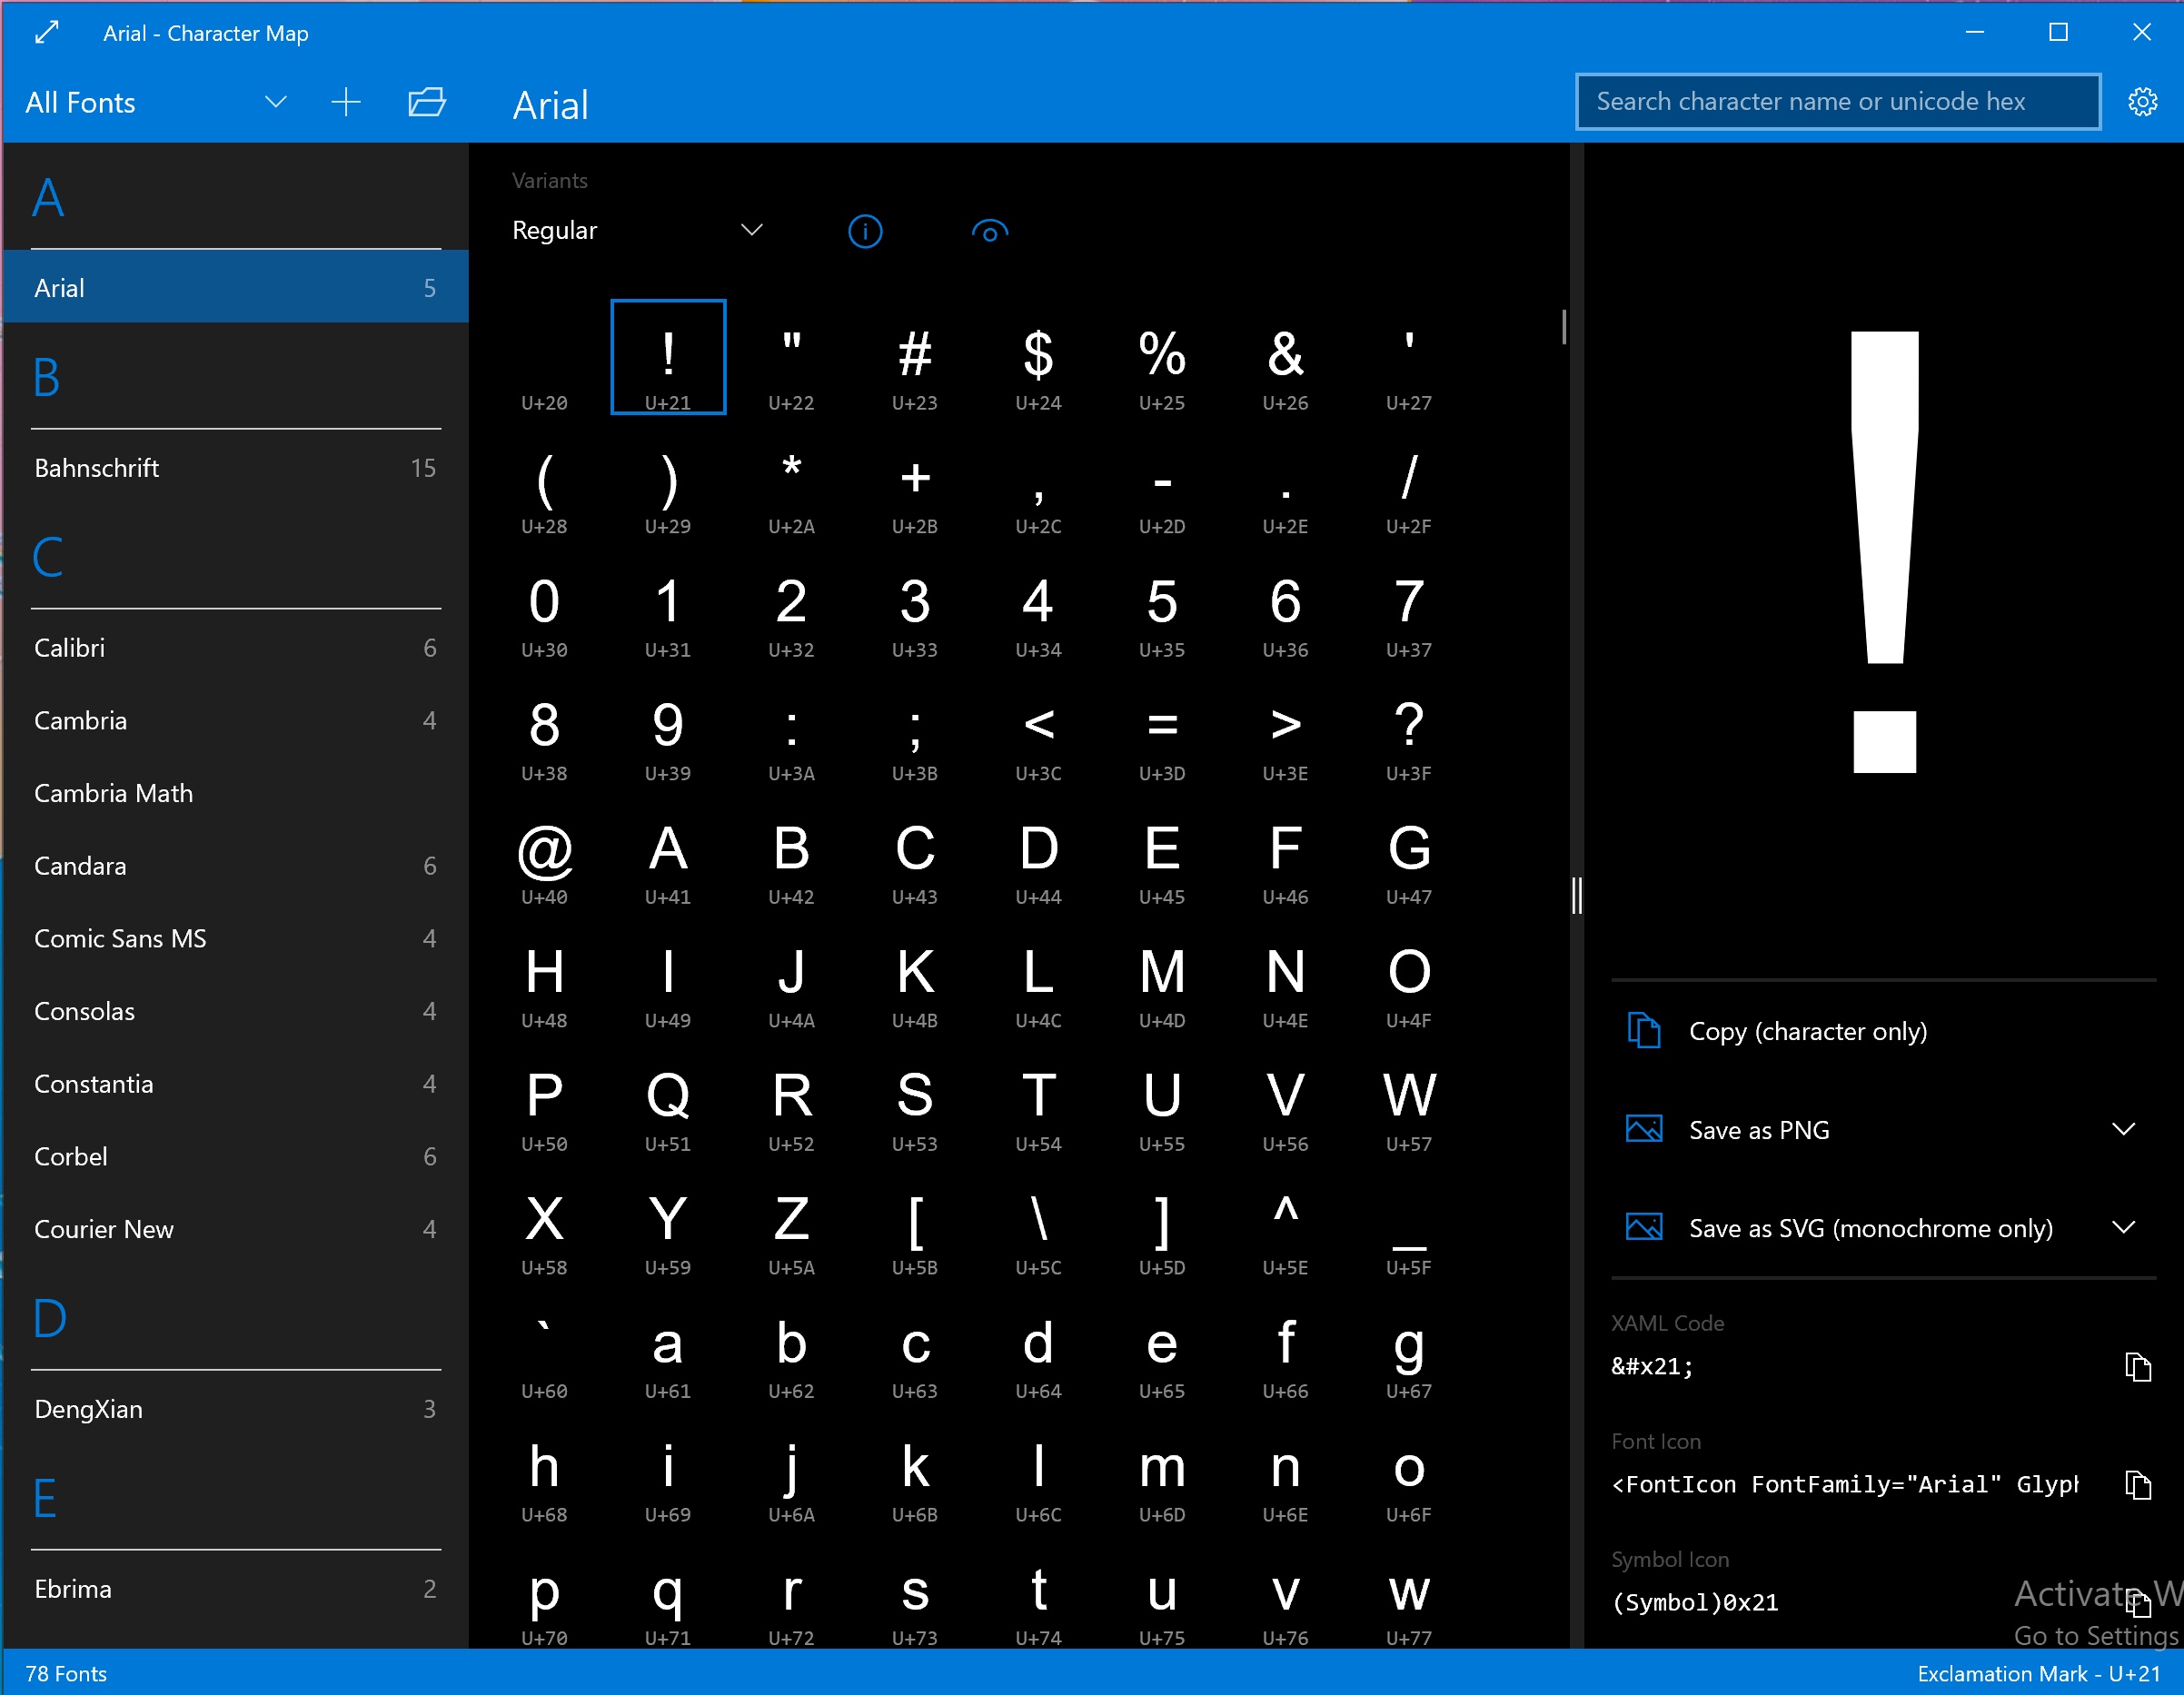 Arial - Character Map
All Fonts
Arial
Search character name or unicode hex
A
Arial 5
B
Bahnschrift 15
C
Calibri 6
Cambria 4
Cambria Math
Candara 6
Comic Sans MS 4
Consolas 4
Constantia 4
Corbel 6
Courier New 4
D
DengXian 3
E
Ebrima 2
Variants
Regular
! " # $ % & '
U+20 U+21 U+22 U+23 U+24 U+25 U+26 U+27
( ) * + , - . /
U+28 U+29 U+2A U+2B U+2C U+2D U+2E U+2F
0 1 2 3 4 5 6 7
U+30 U+31 U+32 U+33 U+34 U+35 U+36 U+37
8 9 : ; < = > ?
U+38 U+39 U+3A U+3B U+3C U+3D U+3E U+3F
@ A B C D E F G
U+40 U+41 U+42 U+43 U+44 U+45 U+46 U+47
H I J K L M N O
U+48 U+49 U+4A U+4B U+4C U+4D U+4E U+4F
P Q R S T U V W
U+50 U+51 U+52 U+53 U+54 U+55 U+56 U+57
X Y Z [ \ ] ^ _
U+58 U+59 U+5A U+5B U+5C U+5D U+5E U+5F
` a b c d e f g
U+60 U+61 U+62 U+63 U+64 U+65 U+66 U+67
h i j k l m n o
U+68 U+69 U+6A U+6B U+6C U+6D U+6E U+6F
p q r s t u v w
U+70 U+71 U+72 U+73 U+74 U+75 U+76 U+77
!
Copy (character only)
Save as PNG
Save as SVG (monochrome only)
XAML Code
&#x21;
Font Icon
<FontIcon FontFamily="Arial" Glyph
Symbol Icon
(Symbol)0x21
Activate W
Go to Settings
78 Fonts
Exclamation Mark - U+21